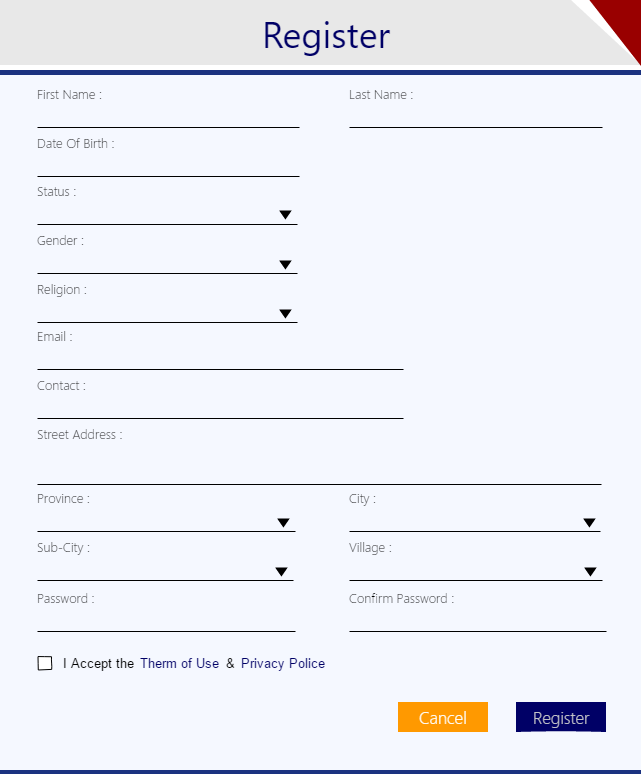 Register
First Name :
Last Name :
Date Of Birth :
Status :
Gender :
Religion :
Email :
Contact :
Street Address :
Province :
City :
Sub-City :
Village :
Password :
Confirm Password :
I Accept the Therm of Use & Privacy Police
Cancel
Register